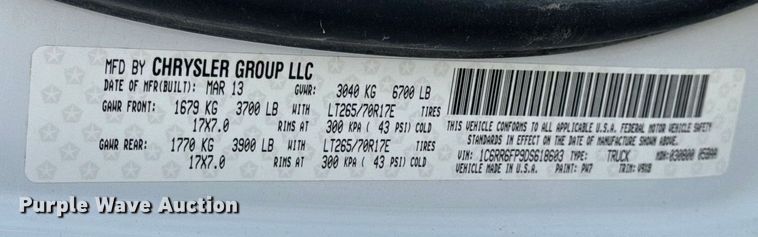 MFD BY CHRYSLER GROUP LLC
DATE OF MFR(BUILT): MAR 13 GVWR: 3040 KG 6700 LB
GAWR FRONT: 1679 KG 3700 LB WITH LT265/70R17E TIRES
17X7.0 RIMS AT 300 KPA ( 43 PSI) COLD
GAWR REAR: 1770 KG 3900 LB WITH LT265/70R17E TIRES
17X7.0 RIMS AT 300 KPA ( 43 PSI) COLD
THIS VEHICLE CONFORMS TO ALL APPLICABLE U.S.A. FEDERAL MOTOR VEHICLE SAFETY
STANDARDS IN EFFECT ON THE DATE OF MANUFACTURE SHOWN ABOVE.
VIN: 1C6RR6FP9DS618603 TYPE: TRUCK MDH: 030800
VEHICLE MADE IN U.S.A. PAINT: PW7 TRIM: V9X8
Purple Wave Auction